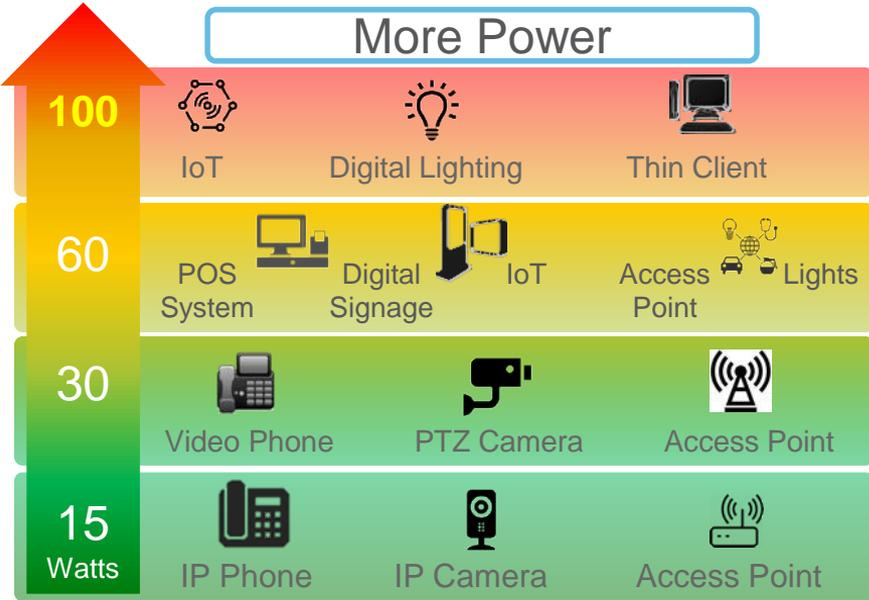 More Power
100
IoT Digital Lighting Thin Client
60
POS Digital IoT Access Lights
System Signage Point
30
Video Phone PTZ Camera Access Point
15
Watts
IP Phone IP Camera Access Point